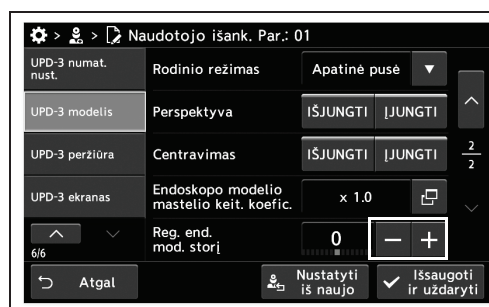 > > Naudotojo išank. Par.: 01
UPD-3 numat.
nust.
UPD-3 modelis
UPD-3 peržiūra
UPD-3 ekranas
6/6
Rodinio režimas
Apatinė pusė
Perspektyva
IŠJUNGTI ĮJUNGTI
Centravimas
IŠJUNGTI ĮJUNGTI
Endoskopo modelio
mastelio keit. koefic.
x 1.0
Reg. end.
mod. storį
0 − +
2
2
Atgal
Nustatyti
iš naujo
Išsaugoti
ir uždaryti